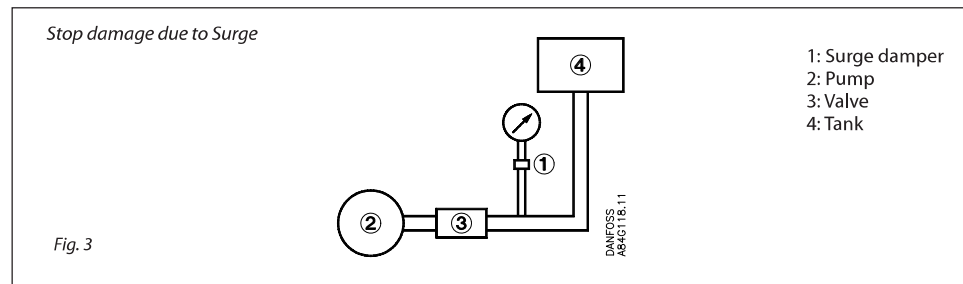 Stop damage due to Surge
1: Surge damper
2: Pump
3: Valve
4: Tank
4
1
2
3
DANFOSS
A84G118.11
Fig. 3